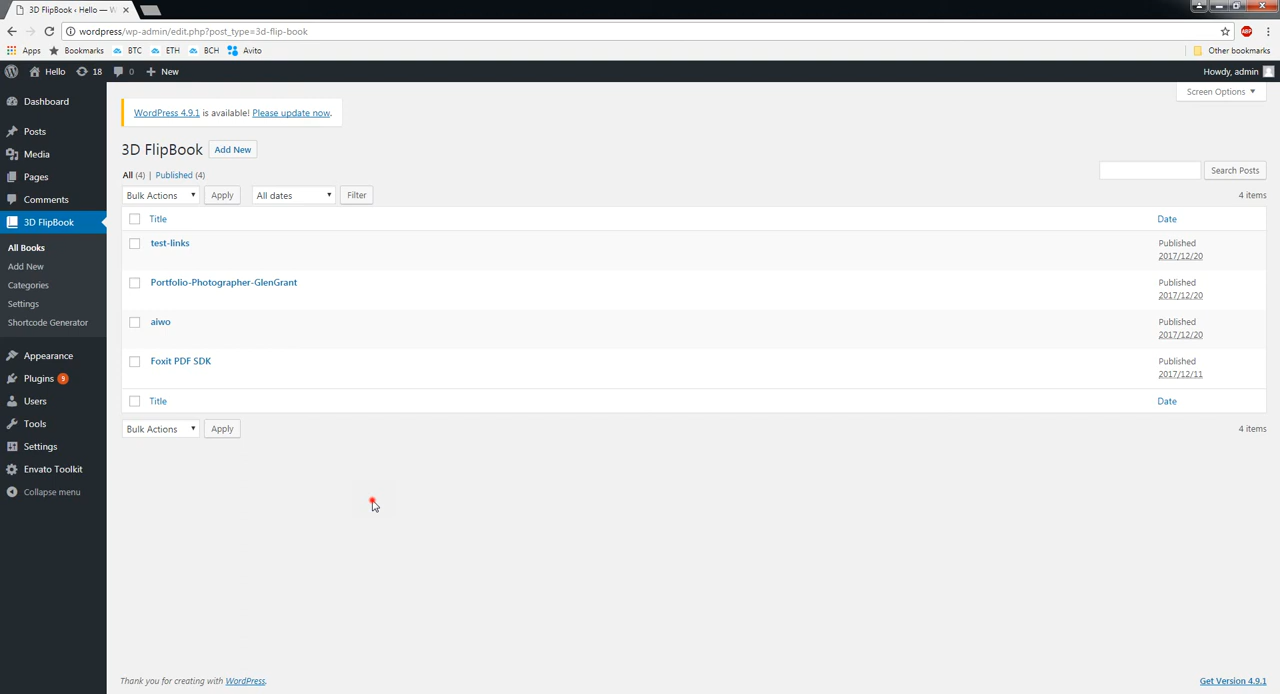 3D FlipBook ‹ Hello — W
wordpress/wp-admin/edit.php?post_type=3d-flip-book
Apps Bookmarks BTC ETH BCH Avito Other bookmarks
Hello 18 0 New Howdy, admin
Screen Options
WordPress 4.9.1 is available! Please update now.
3D FlipBook Add New
All (4) | Published (4)
Search Posts
Bulk Actions Apply All dates Filter 4 items
Title Date
test-links Published
2017/12/20
Portfolio-Photographer-GlenGrant Published
2017/12/20
aiwo Published
2017/12/20
Foxit PDF SDK Published
2017/12/11
Title Date
Bulk Actions Apply 4 items
Dashboard
Posts
Media
Pages
Comments
3D FlipBook
All Books
Add New
Categories
Settings
Shortcode Generator
Appearance
Plugins 9
Users
Tools
Settings
Envato Toolkit
Collapse menu
Thank you for creating with WordPress.
Get Version 4.9.1
ABP